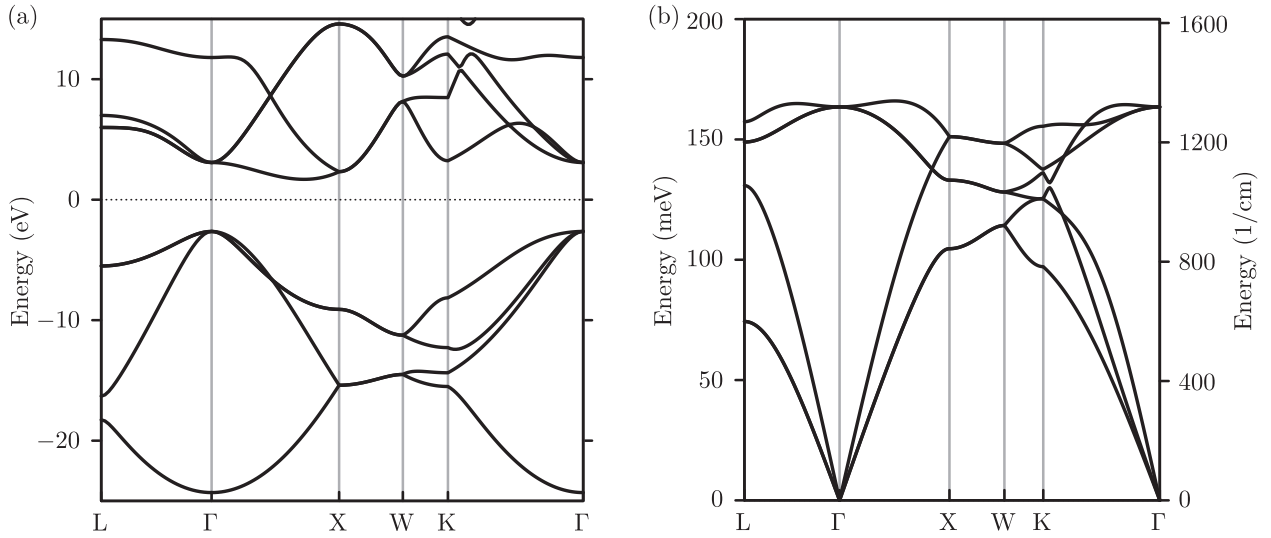 (a)
Energy (eV)
10
0
−10
−20
L Γ X W K Γ
(b)
Energy (meV)
200
150
100
50
0
L Γ X W K Γ
1600
1200
800
400
0
Energy (1/cm)